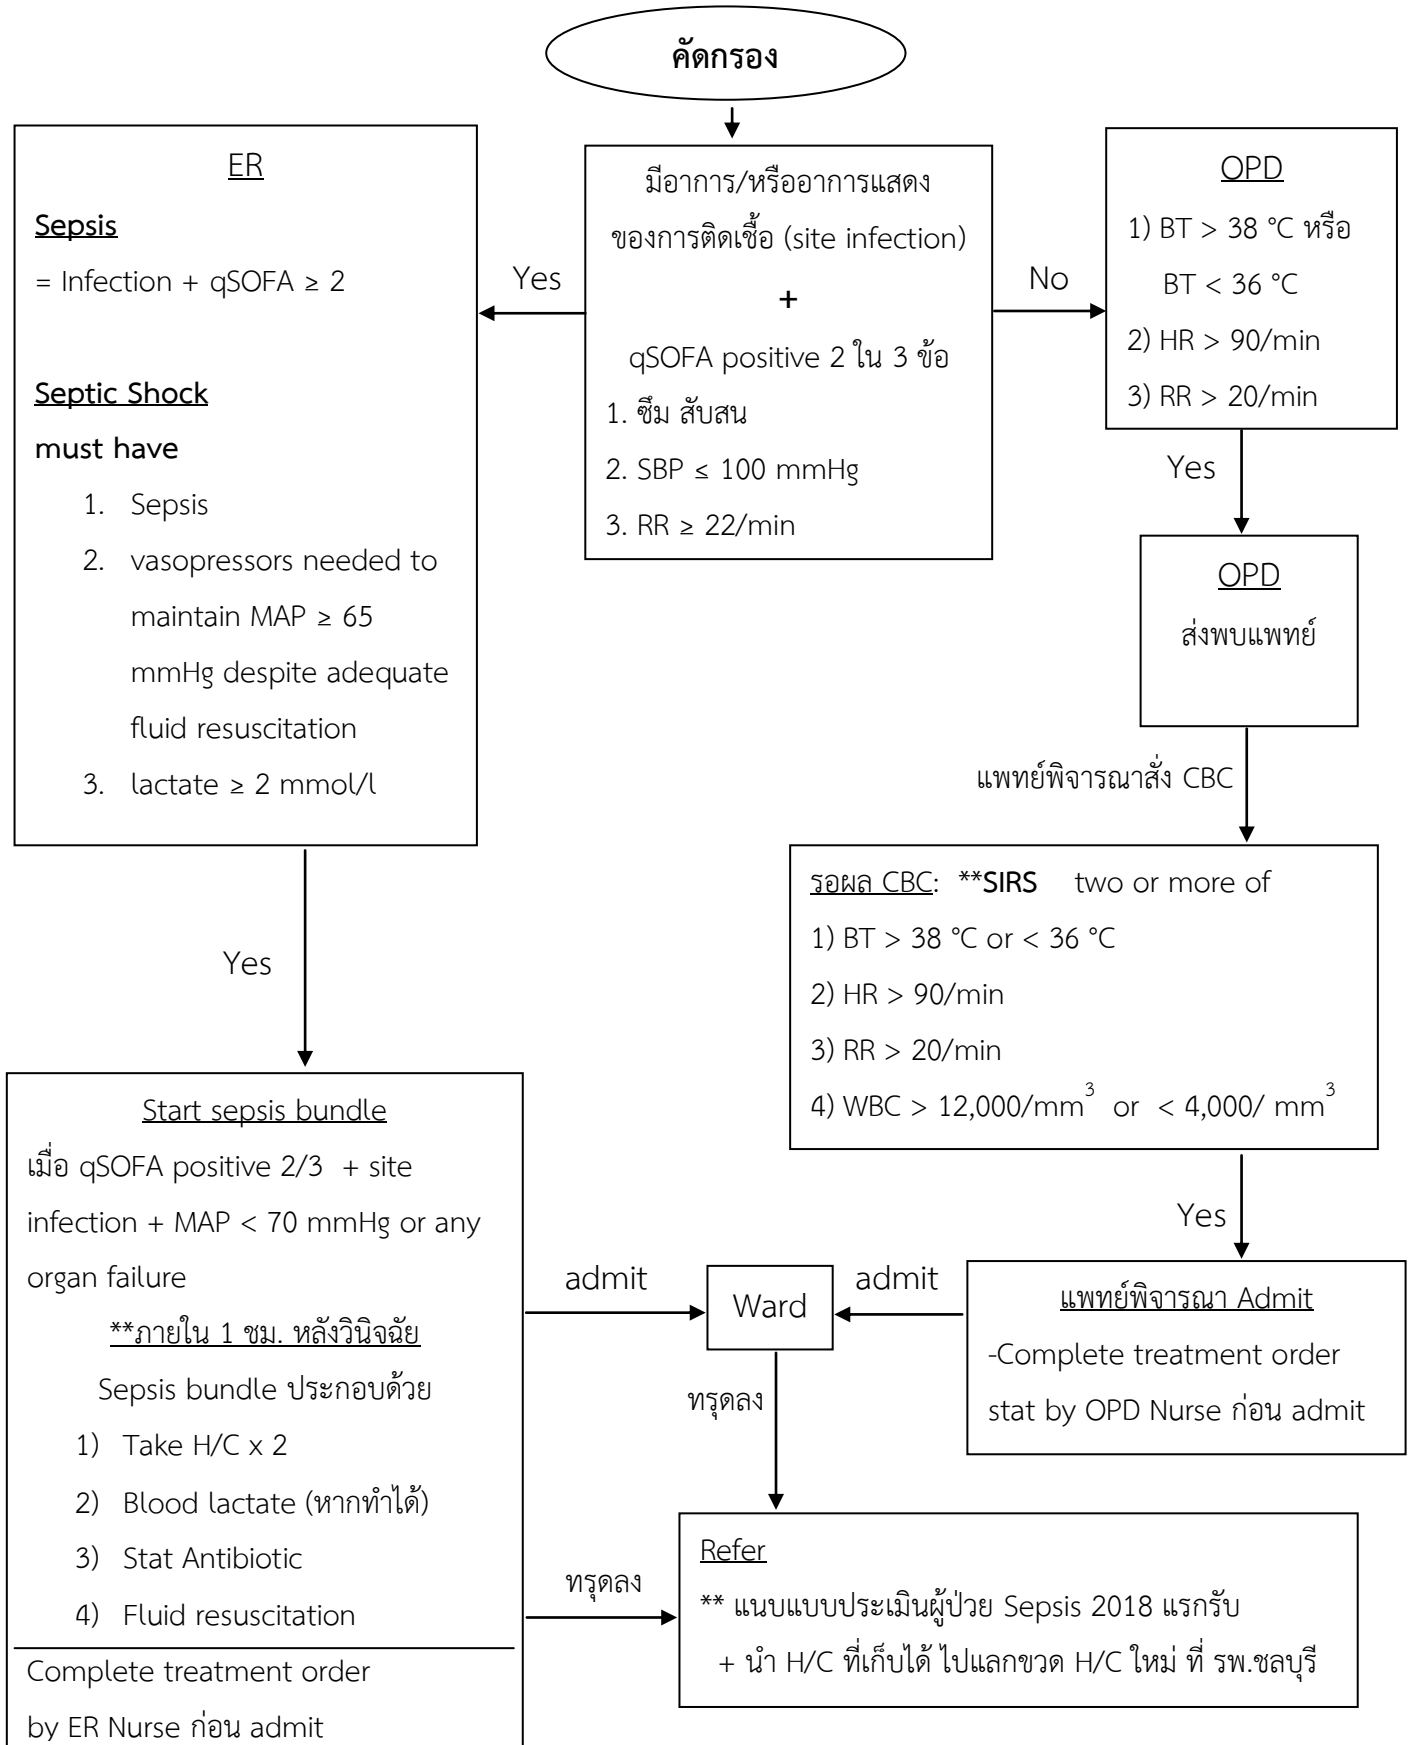 คัดกรอง
มีอาการ/หรืออาการแสดง
ของการติดเชื้อ (site infection)
+
qSOFA positive 2 ใน 3 ข้อ
1. ซึม สับสน
2. SBP ≤ 100 mmHg
3. RR ≥ 22/min
Yes
No
ER
Sepsis
= Infection + qSOFA ≥ 2
Septic Shock
must have
1. Sepsis
2. vasopressors needed to
maintain MAP ≥ 65
mmHg despite adequate
fluid resuscitation
3. lactate ≥ 2 mmol/l
Yes
Start sepsis bundle
เมื่อ qSOFA positive 2/3 + site
infection + MAP < 70 mmHg or any
organ failure
**ภายใน 1 ชม. หลังวินิจฉัย
Sepsis bundle ประกอบด้วย
1) Take H/C x 2
2) Blood lactate (หากทำได้)
3) Stat Antibiotic
4) Fluid resuscitation
Complete treatment order
by ER Nurse ก่อน admit
OPD
1) BT > 38 °C หรือ
BT < 36 °C
2) HR > 90/min
3) RR > 20/min
Yes
OPD
ส่งพบแพทย์
แพทย์พิจารณาสั่ง CBC
รอผล CBC: **SIRS two or more of
1) BT > 38 °C or < 36 °C
2) HR > 90/min
3) RR > 20/min
4) WBC > 12,000/mm³ or < 4,000/ mm³
Yes
แพทย์พิจารณา Admit
-Complete treatment order
stat by OPD Nurse ก่อน admit
admit
Ward
admit
ทรุดลง
ทรุดลง
Refer
** แนบแบบประเมินผู้ป่วย Sepsis 2018 แรกรับ
+ นำ H/C ที่เก็บได้ ไปแลกขวด H/C ใหม่ ที่ รพ.ชลบุรี